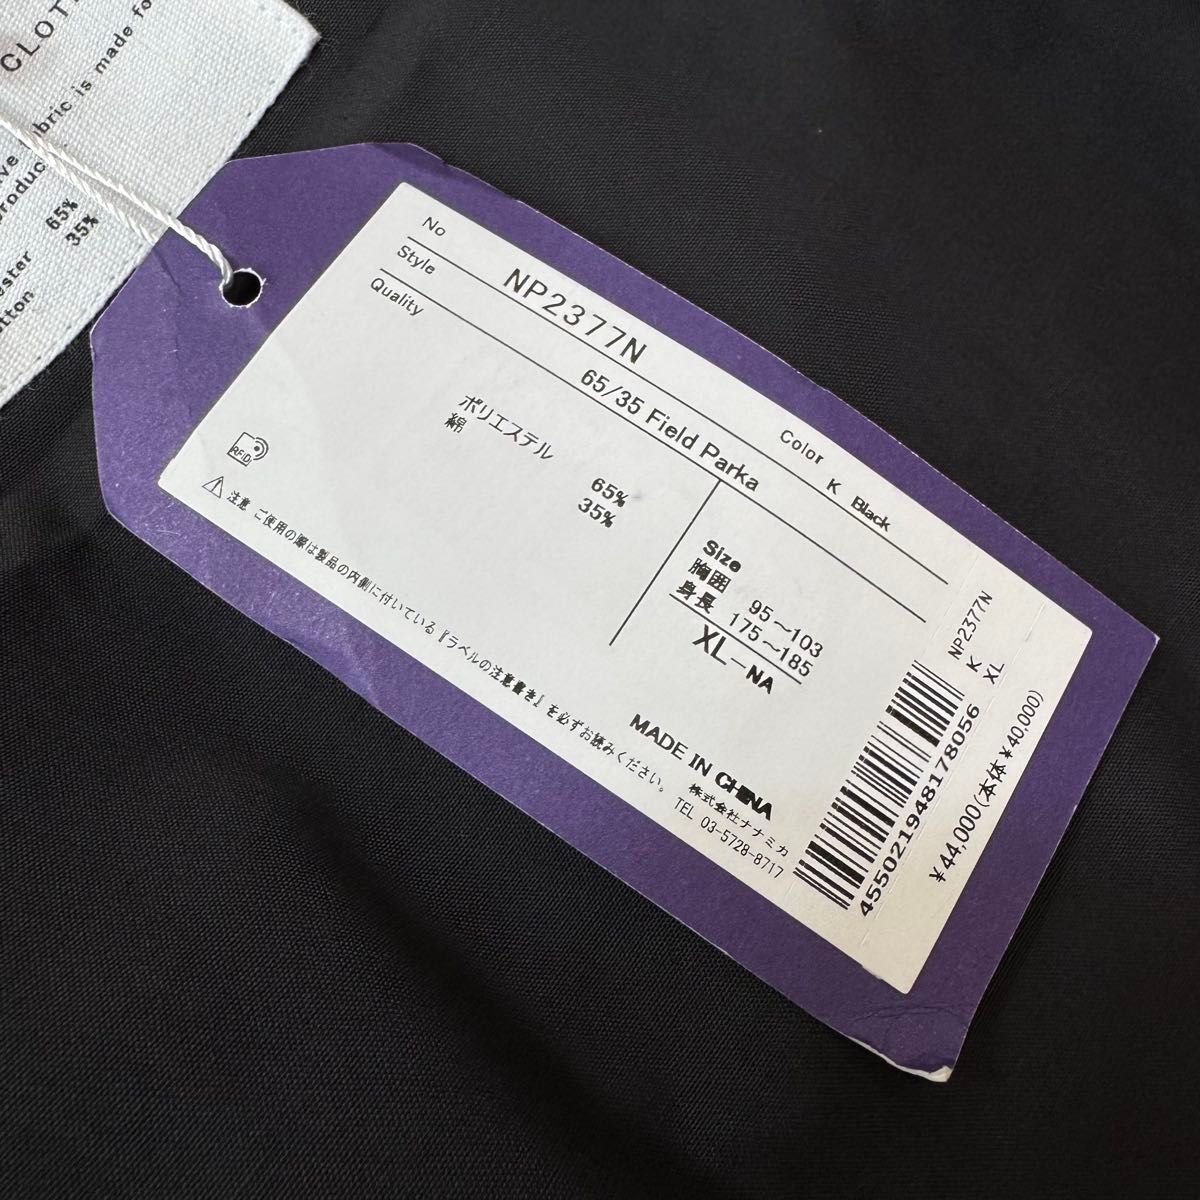 CLOT
bric is made fo
ve
produc
ester 65%
tton 35%
No NP2377N Color K Black
Style 65/35 Field Parka
Quality
ポリエステル 65%
綿 35%
Size
胸囲 95～103
身長 175～185
XL-NA
MADE IN CHINA
株式会社ナナミカ
TEL 03-5728-8717
RFID
注意 ご使用の際は製品の内側に付いている『ラベルの注意書き』を必ずお読みください。
NP2377N
K XL
455021948178056
¥44,000(本体¥40,000)